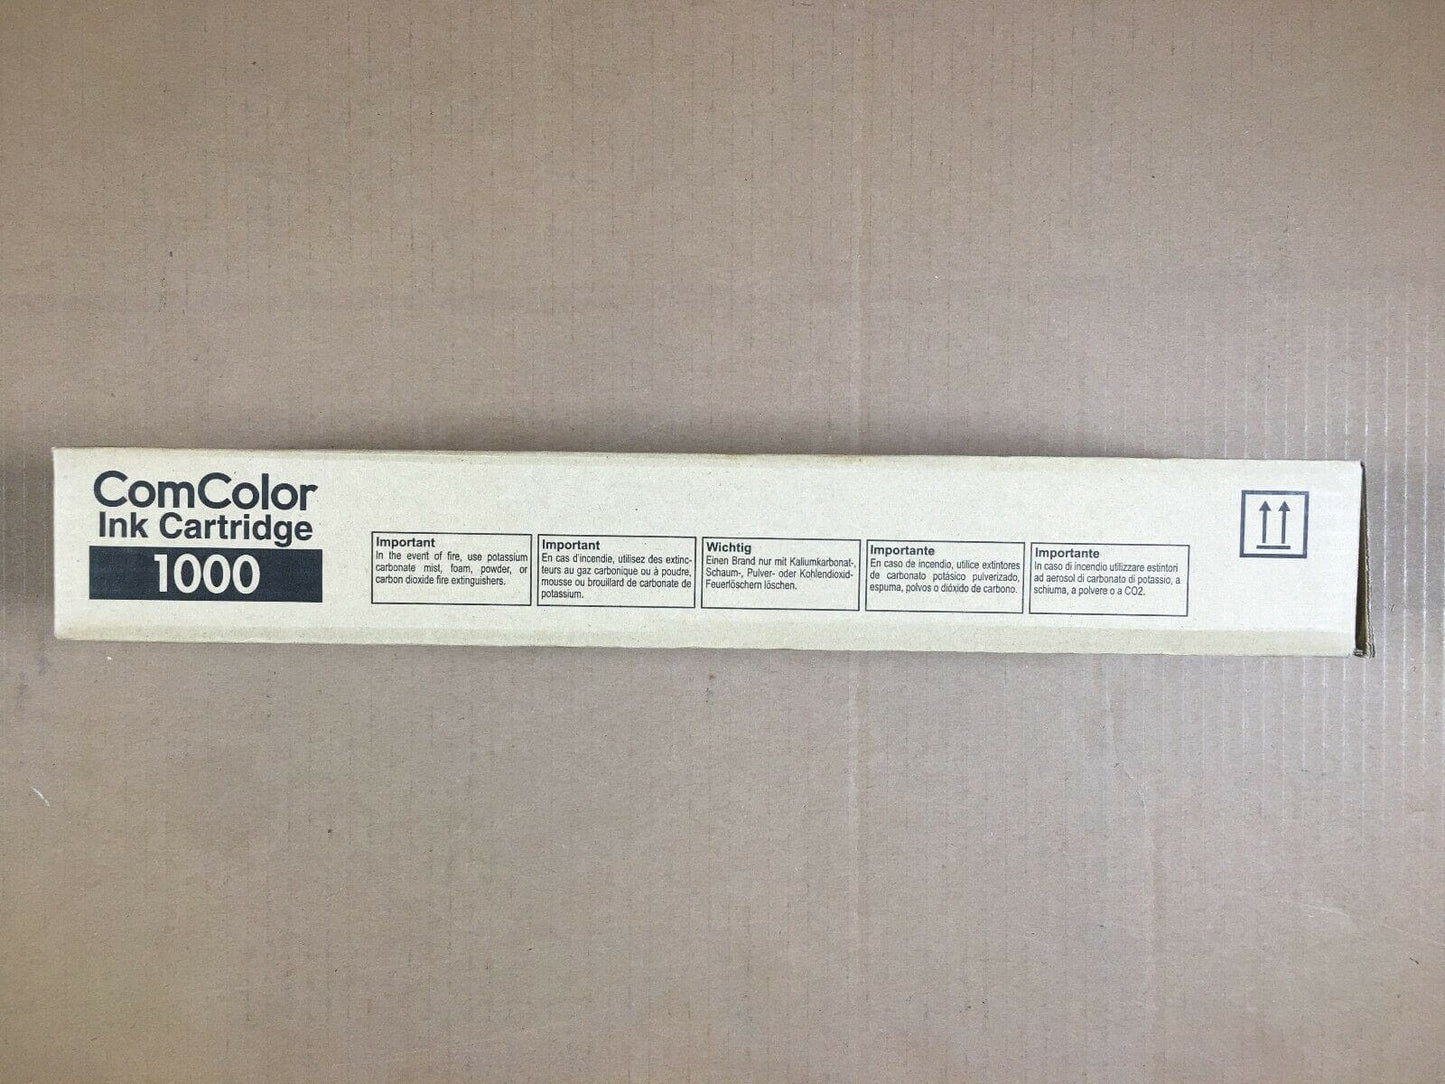 ComColor
Ink Cartridge
1000
Important
In the event of fire, use potassium
carbonate mist, foam, powder, or
carbon dioxide fire extinguishers.
Important
En cas d'incendie, utilisez des extinc-
teurs au gaz carbonique ou à poudre,
mousse ou brouillard de carbonate de
potassium.
Wichtig
Einen Brand nur mit Kaliumkarbonat-,
Schaum-, Pulver- oder Kohlendioxid-
Feuerlöschern löschen.
Importante
En caso de incendio, utilice extintores
de carbonato potásico pulverizado,
espuma, polvos o dióxido de carbono.
Importante
In caso di incendio utilizzare estintori
ad aerosol di carbonato di potassio, a
schiuma, a polvere o a CO2.